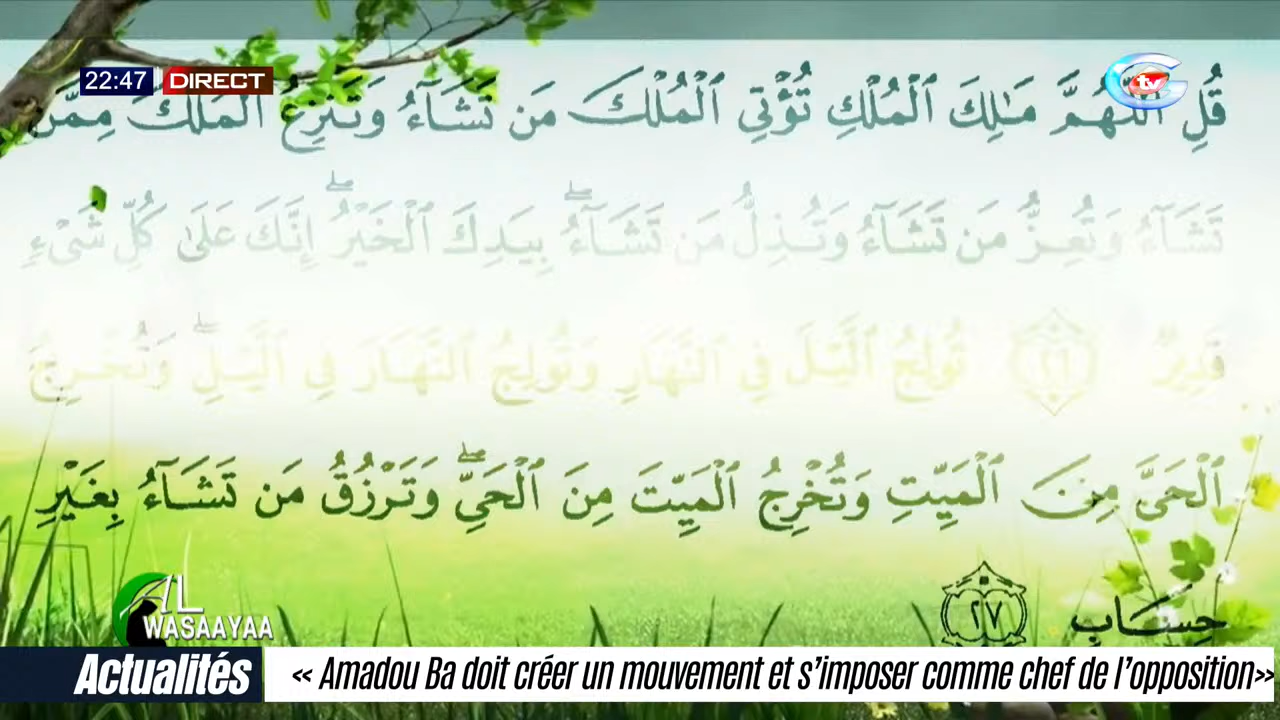 22:47 DIRECT
tv
قُلِ ٱللَّهُمَّ مَـٰلِكَ ٱلْمُلْكِ تُؤْتِى ٱلْمُلْكَ مَن تَشَآءُ وَتَنزِعُ ٱلْمُلْكَ مِمَّن
تَشَآءُ وَتُعِزُّ مَن تَشَآءُ وَتُذِلُّ مَن تَشَآءُ ۖ بِيَدِكَ ٱلْخَيْرُ ۖ إِنَّكَ عَلَىٰ كُلِّ شَىْءٍ
قَدِيرٌ ٢٦ تُولِجُ ٱلَّيْلَ فِى ٱلنَّهَارِ وَتُولِجُ ٱلنَّهَارَ فِى ٱلَّيْلِ ۖ وَتُخْرِجُ
ٱلْحَىَّ مِنَ ٱلْمَيِّتِ وَتُخْرِجُ ٱلْمَيِّتَ مِنَ ٱلْحَىِّ ۖ وَتَرْزُقُ مَن تَشَآءُ بِغَيْرِ
حِسَابٍ ٢٧
AL
WASAAYAA
Actualités « Amadou Ba doit créer un mouvement et s’imposer comme chef de l’opposition»